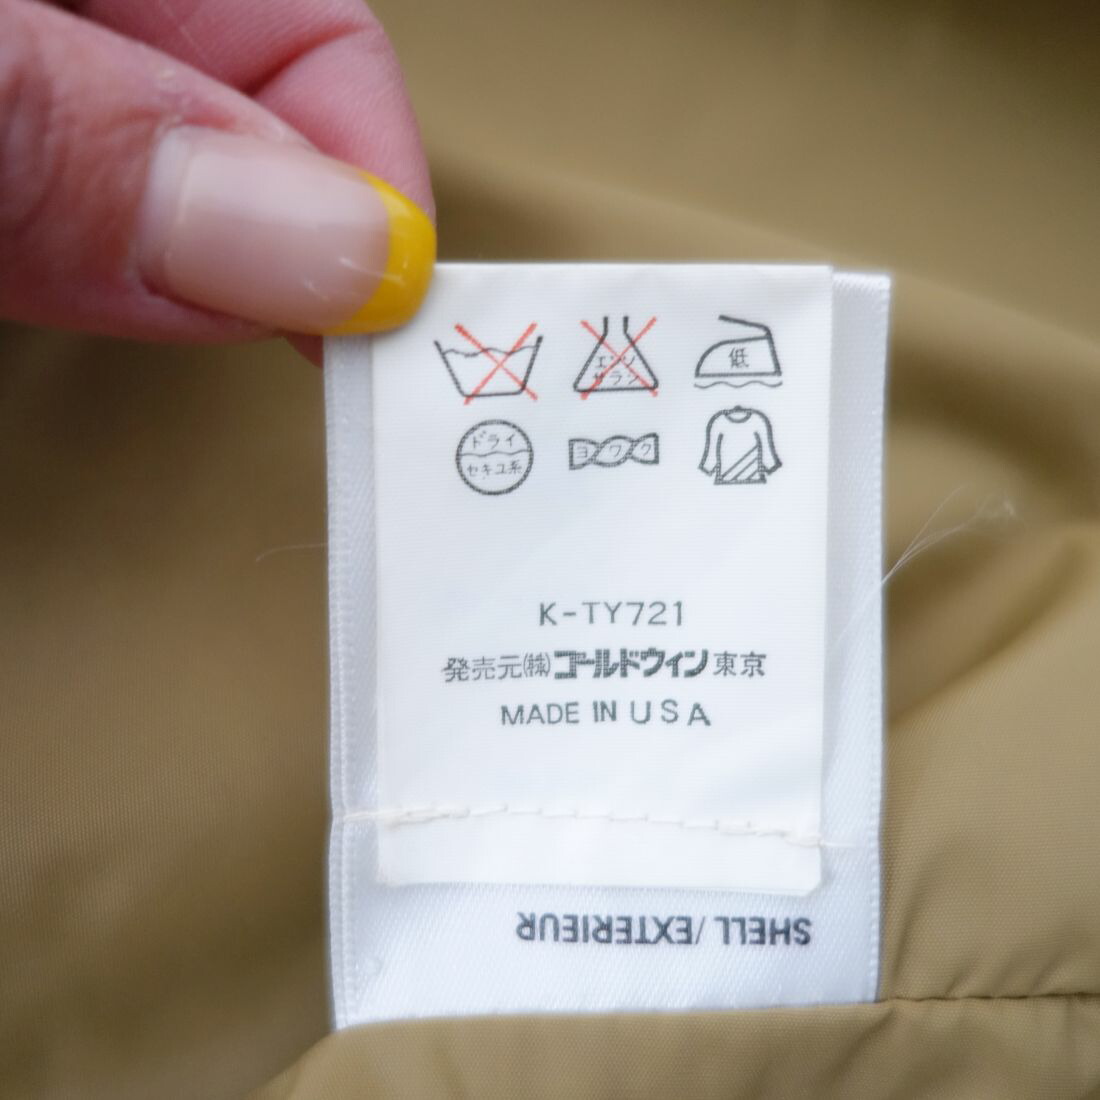 エンソ
サラシ
低
ドライ
セキユ系
ヨワク
K-TY721
発売元㈱ゴールドウイン東京
MADE IN USA
SHELL/EXTERIEUR